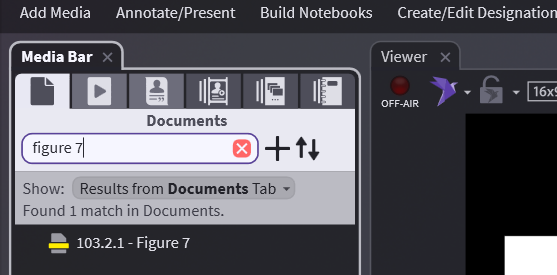 Add Media Annotate/Present Build Notebooks Create/Edit Designation
Media Bar Viewer
OFF-AIR 16x9
Documents
figure 7
Show: Results from Documents Tab
Found 1 match in Documents.
103.2.1 - Figure 7